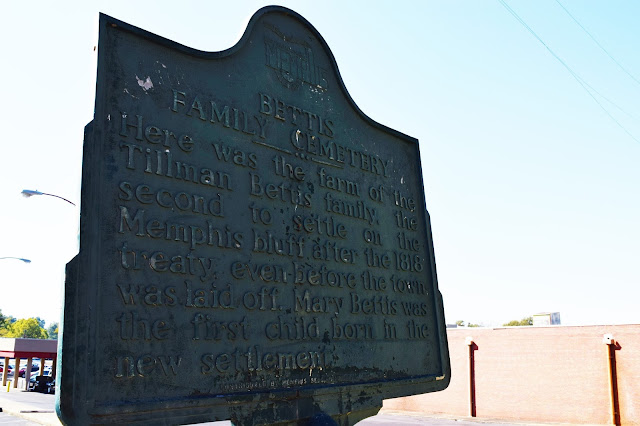 BETTIS
FAMILY CEMETERY
Here was the farm of the
Tillman Bettis family, the
second to settle on the
Memphis bluff after the 1818
treaty, even before the town
was laid off. Mary Bettis was
the first child born in the
new settlement.